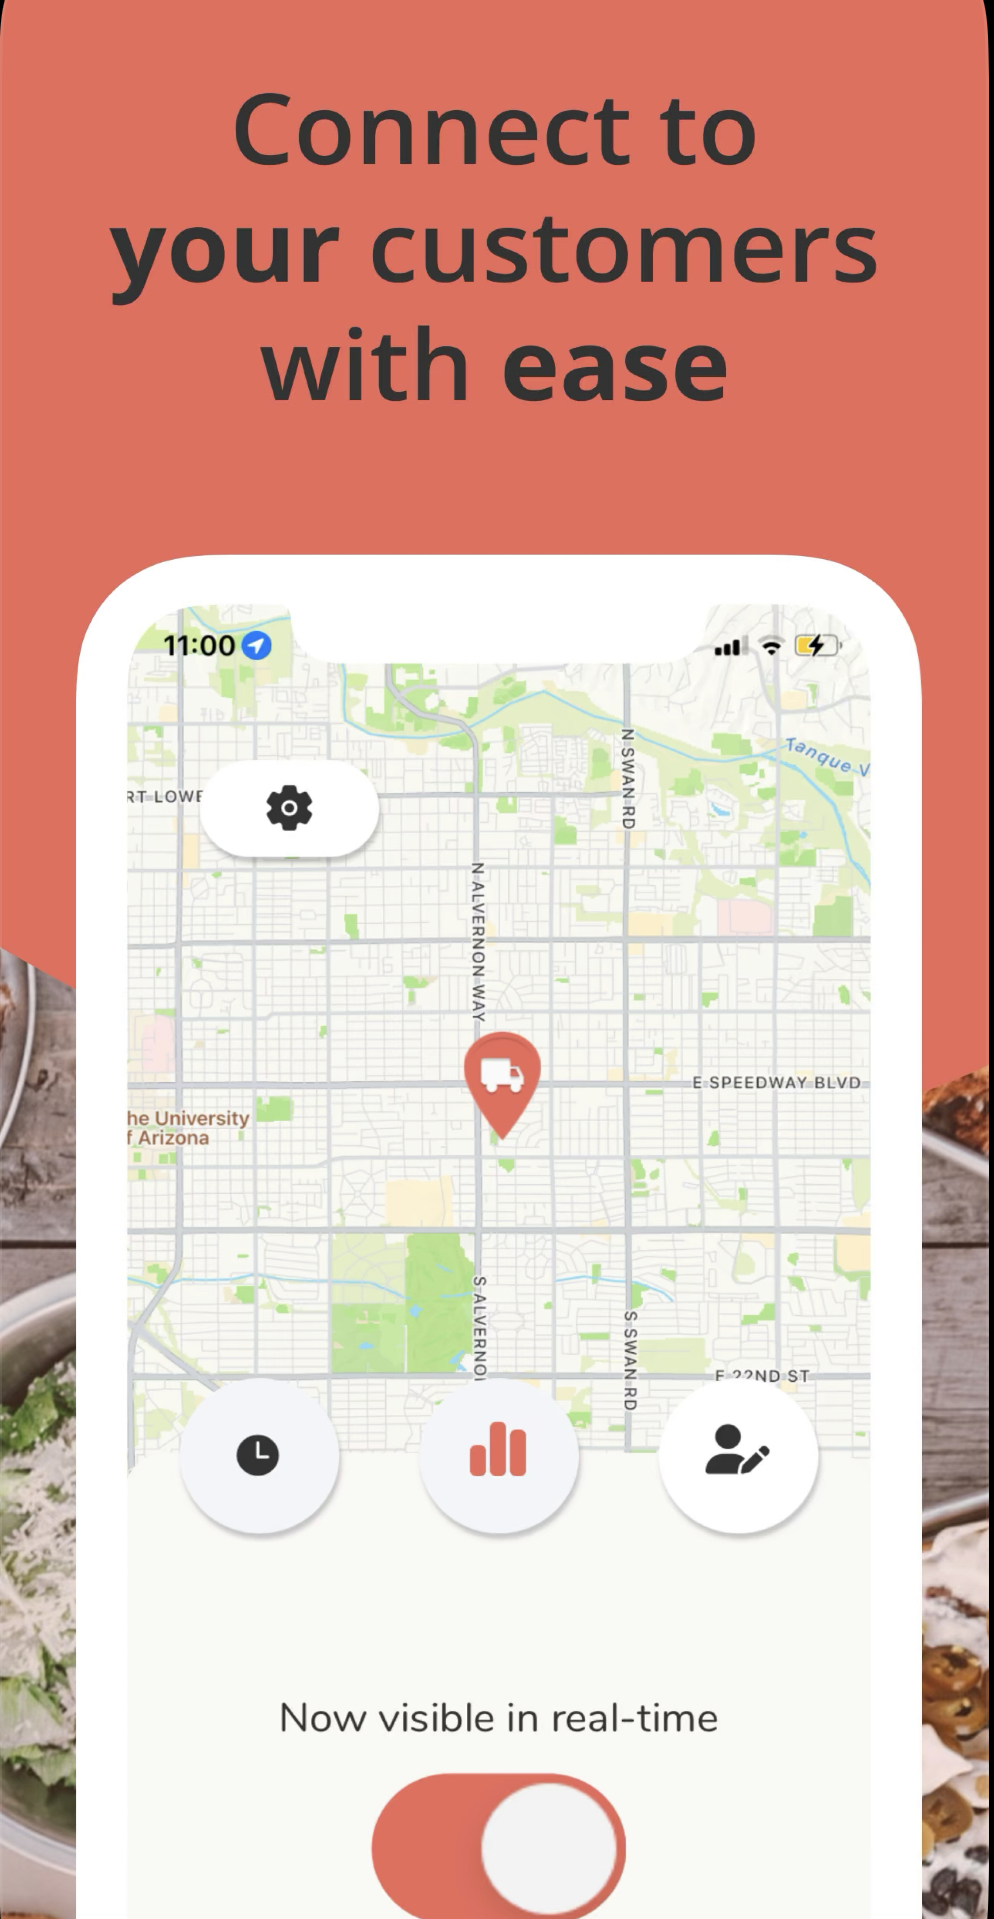 Connect to
your customers
with ease
11:00
Tanque V
N SWAN RD
RT LOWE
N ALVERNON WAY
E SPEEDWAY BLVD
he University
f Arizona
S ALVERNO
S SWAN RD
E 22ND ST
Now visible in real-time